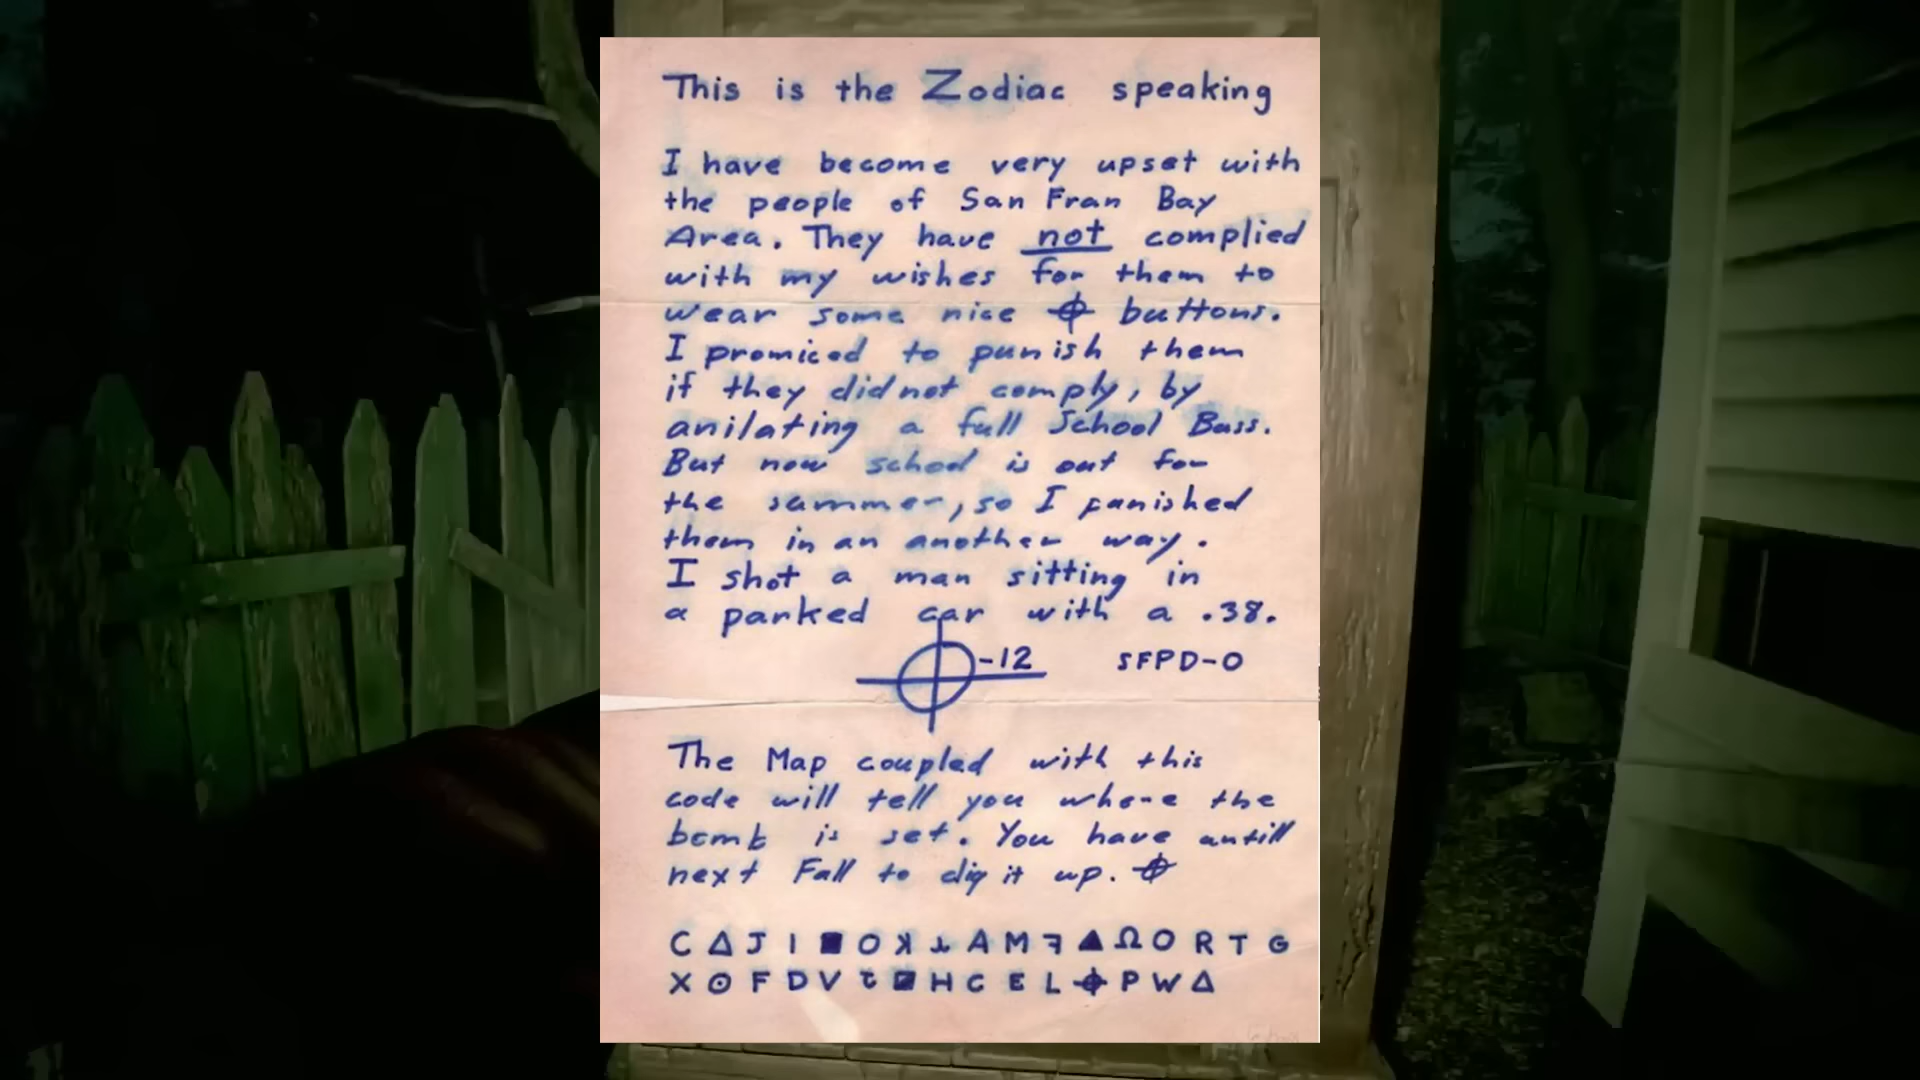 This is the Zodiac speaking
I have become very upset with
the people of San Fran Bay
Area. They have not complied
with my wishes for them to
wear some nice ⌖ buttons.
I promiced to punish them
if they did not comply, by
anilating a full School Buss.
But now school is out for
the summer, so I punished
them in an another way.
I shot a man sitting in
a parked car with a .38.
⌖-12 SFPD-0
The Map coupled with this
code will tell you where the
bomb is set. You have untill
next Fall to dig it up. ⌖
C Δ J I ■ O ꓘ ⅄ A M ꟻ ▲ Ω O R T G
X ⊙ F D V Ɩ ◪ H C E L ⌖ P W Δ